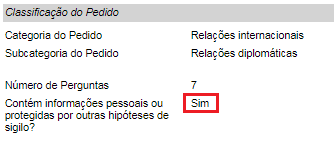 Classificação do Pedido
Categoria do Pedido Relações internacionais
Subcategoria do Pedido Relações diplomáticas
Número de Perguntas 7
Contém informações pessoais ou Sim
protegidas por outras hipóteses de
sigilo?